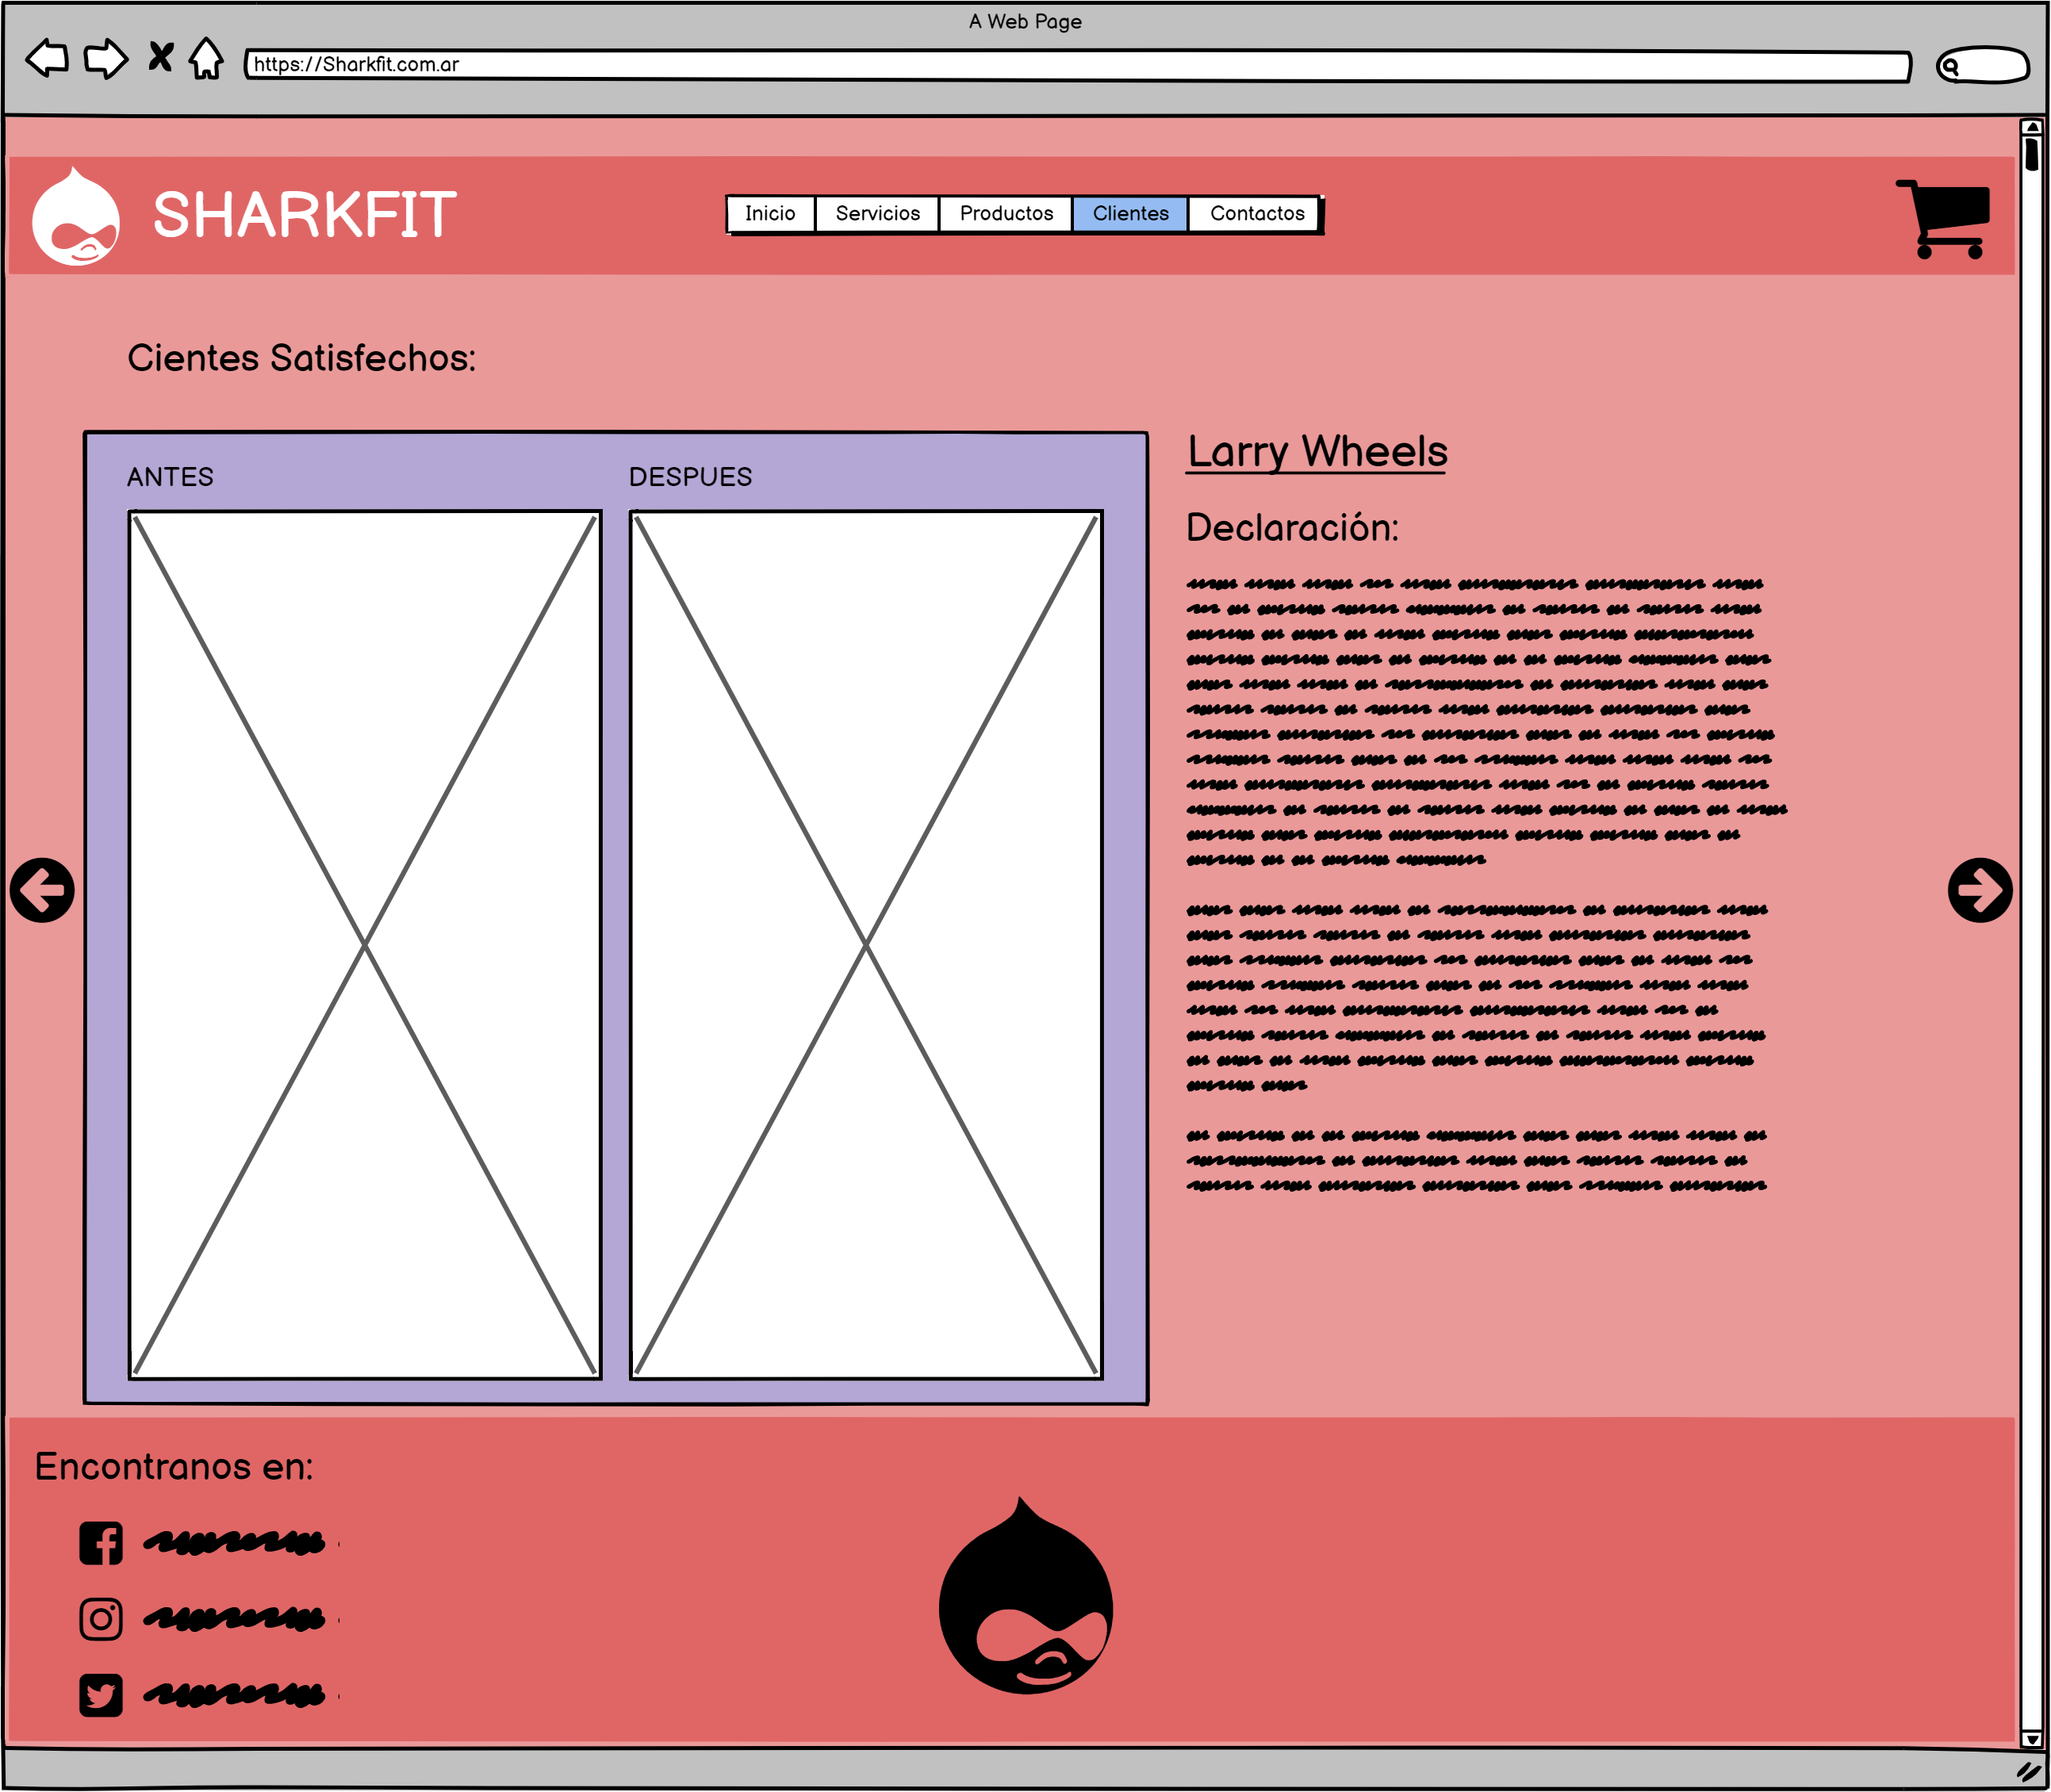 A Web Page
https://Sharkfit.com.ar
SHARKFIT
Inicio Servicios Productos Clientes Contactos
Cientes Satisfechos:
ANTES
DESPUES
Larry Wheels
Declaración:
Encontranos en: